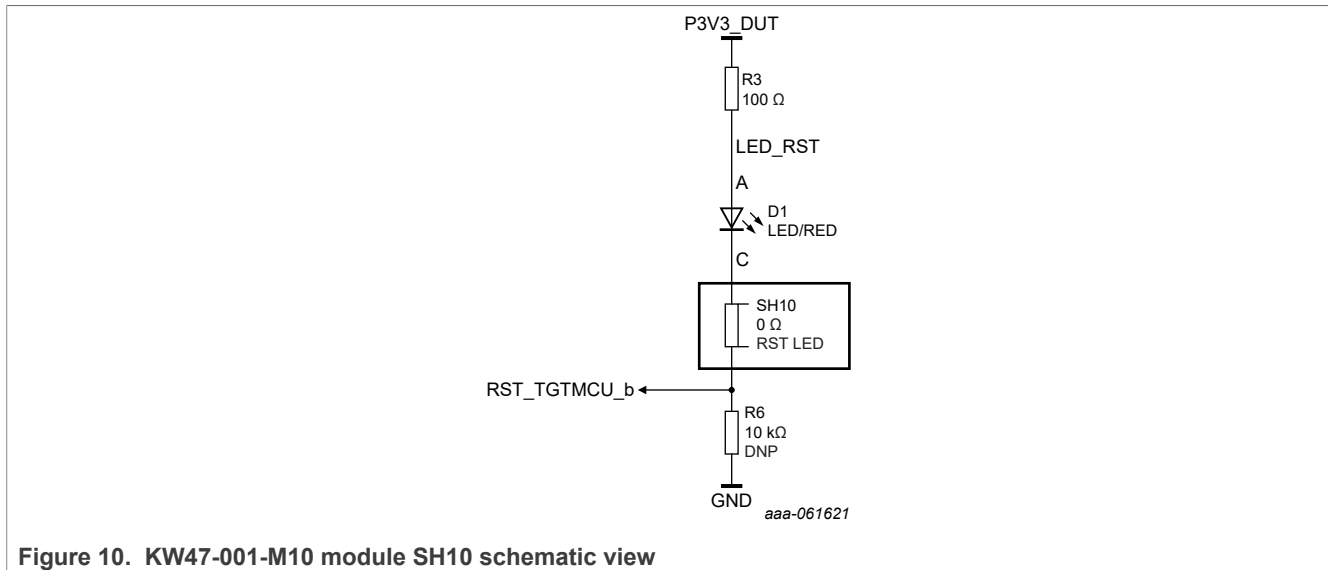 P3V3_DUT
R3
100 Ω
LED_RST
A
D1
LED/RED
C
SH10
0 Ω
RST LED
RST_TGTMCU_b
R6
10 kΩ
DNP
GND
aaa-061621
Figure 10. KW47-001-M10 module SH10 schematic view